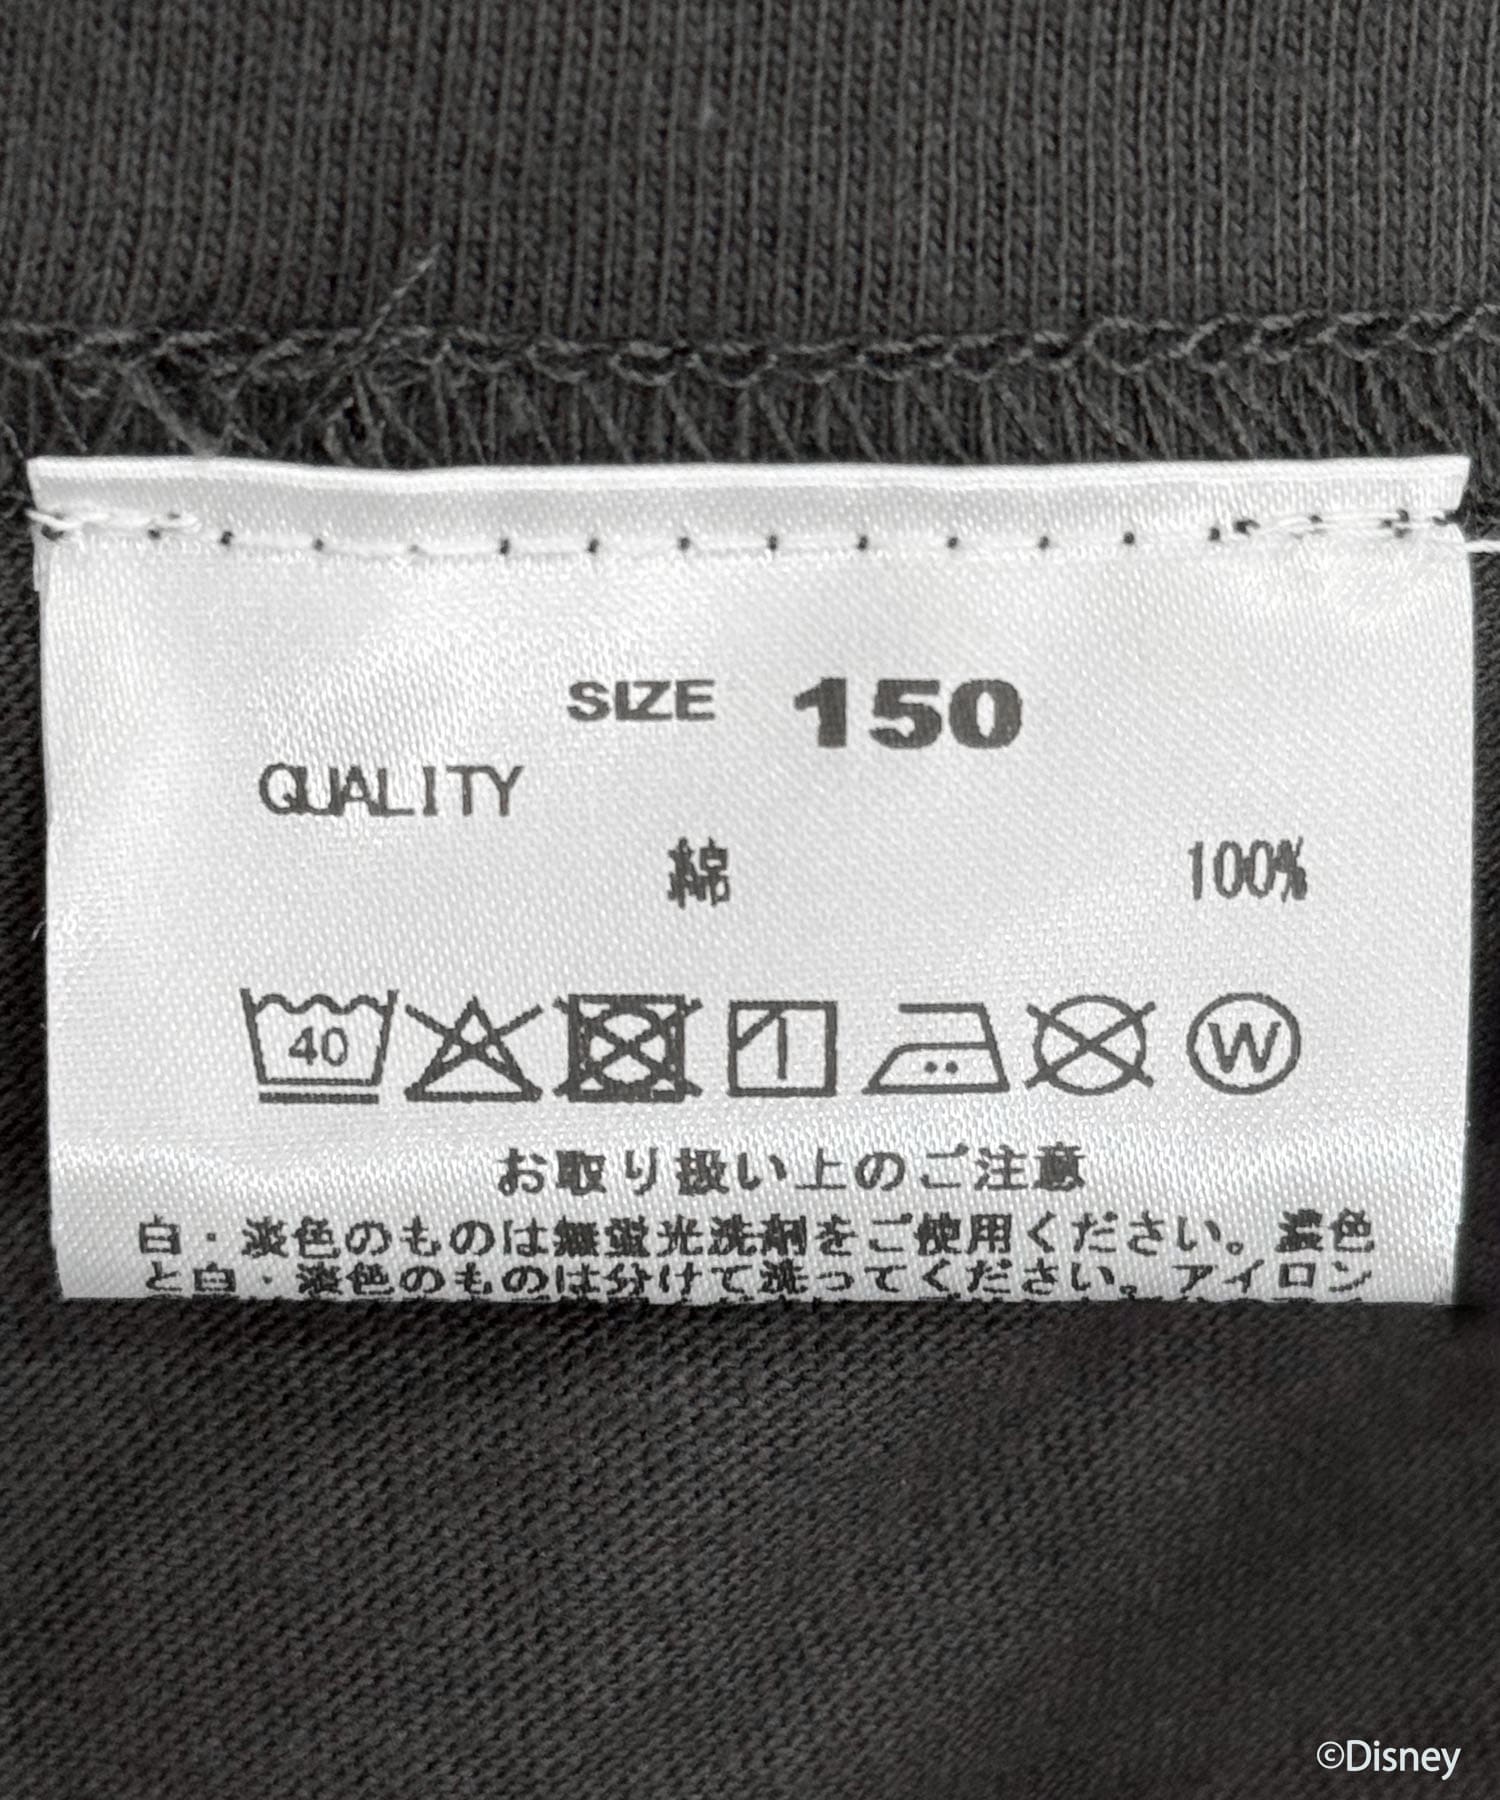 SIZE 150
QUALITY
綿 100%
40
W
お取り扱い上のご注意
白・淡色のものは無蛍光洗剤をご使用ください。濃色
と白・淡色のものは分けて洗ってください。アイロン
©Disney